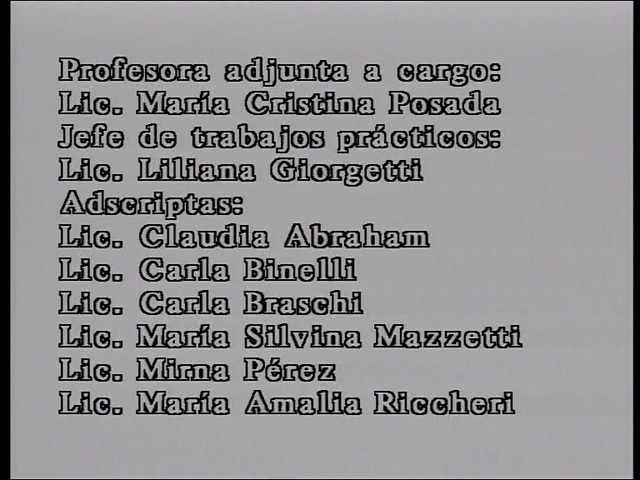 Profesora adjunta a cargo:
Lic. María Cristina Posada
Jefe de trabajos prácticos:
Lic. Liliana Giorgetti
Adscriptas:
Lic. Claudia Abraham
Lic. Carla Binelli
Lic. Carla Braschi
Lic. María Silvina Mazzetti
Lic. Mirna Pérez
Lic. María Amalia Riccheri